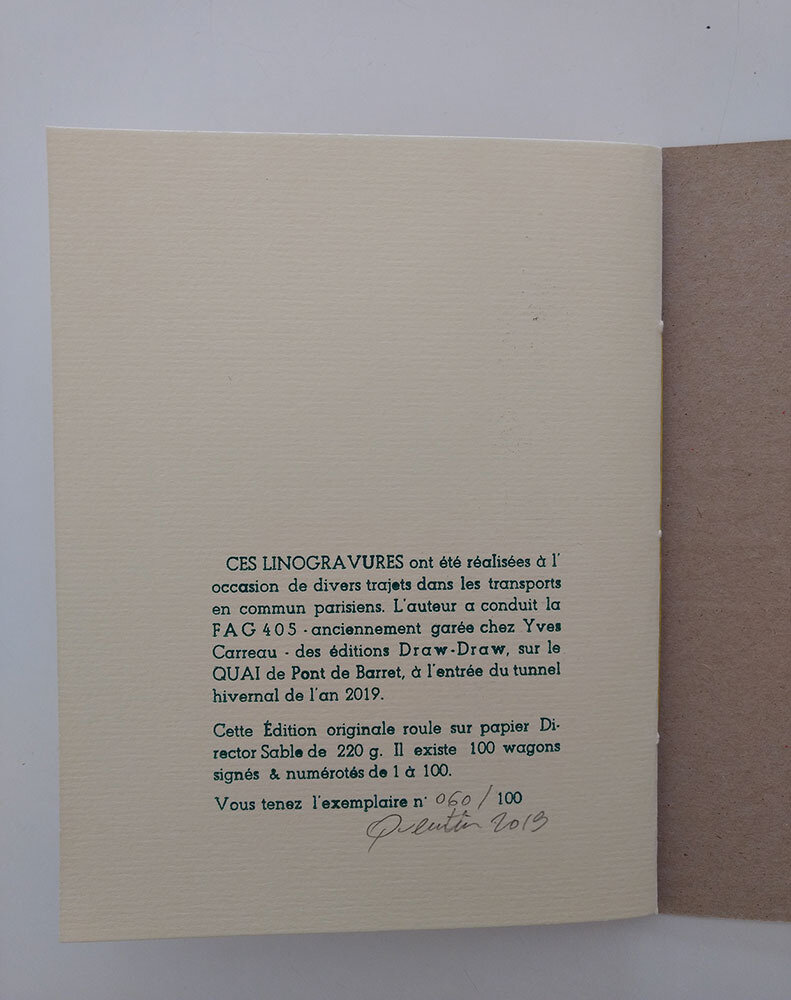 CES LINOGRAVURES ont été réalisées à l'
occasion de divers trajets dans les transports
en commun parisiens. L'auteur a conduit la
FAG 405 - anciennement garée chez Yves
Carreau - des éditions Draw-Draw, sur le
QUAI de Pont de Barret, à l'entrée du tunnel
hivernal de l'an 2019.
Cette Édition originale roule sur papier Di-
rector Sable de 220 g. Il existe 100 wagons
signés & numérotés de 1 à 100.
Vous tenez l'exemplaire n° 060 / 100
Quentin 2019